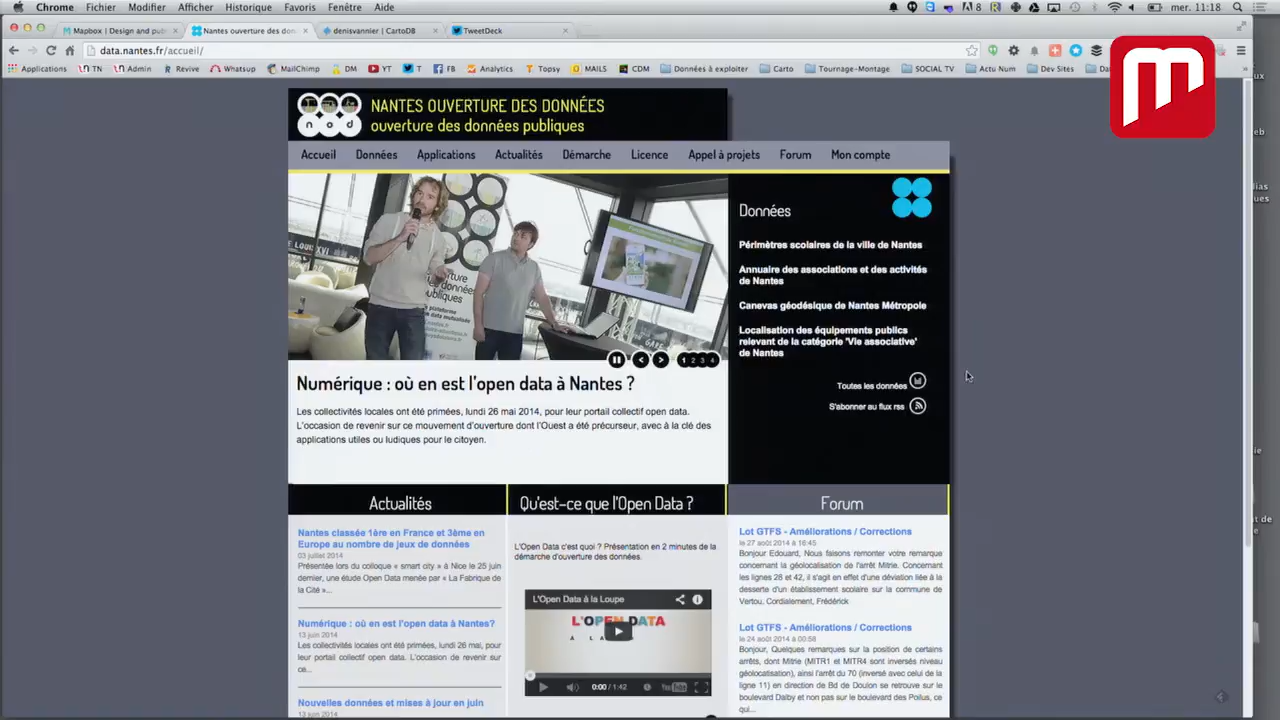 Chrome Fichier Modifier Afficher Historique Favoris Fenêtre Aide
8 mer. 11:18
Mapbox | Design and pub
Nantes ouverture des don
denisvannier | CartoDB
TweetDeck
data.nantes.fr/accueil/
Applications TN Admin Revive Whatsup MailChimp DM YT T FB Analytics Topsy MAILS CDM Données à exploiter Carto Tournage-Montage SOCIAL TV Actu Num Dev Sites
NANTES OUVERTURE DES DONNÉES
ouverture des données publiques
n o d
Accueil Données Applications Actualités Démarche Licence Appel à projets Forum Mon compte
1 2 3 4
Numérique : où en est l'open data à Nantes ?
Les collectivités locales ont été primées, lundi 26 mai 2014, pour leur portail collectif open data.
L'occasion de revenir sur ce mouvement d'ouverture dont l'Ouest a été précurseur, avec à la clé des
applications utiles ou ludiques pour le citoyen.
Données
Périmètres scolaires de la ville de Nantes
Annuaire des associations et des activités
de Nantes
Canevas géodésique de Nantes Métropole
Localisation des équipements publics
relevant de la catégorie 'Vie associative'
de Nantes
Toutes les données
S'abonner au flux rss
Actualités
Nantes classée 1ère en France et 3ème en
Europe au nombre de jeux de données
03 juillet 2014
Présentée lors du colloque « smart city » à Nice le 25 juin
dernier, une étude Open Data menée par « La Fabrique de
la Cité »...
Numérique : où en est l'open data à Nantes?
13 juin 2014
Les collectivités locales ont été primées, lundi 26 mai, pour
leur portail collectif open data. L'occasion de revenir sur
ce...
Nouvelles données et mises à jour en juin
13 juin 2014
Qu'est-ce que l'Open Data ?
L'Open Data c'est quoi ? Présentation en 2 minutes de la
démarche d'ouverture des données.
L'Open Data à la Loupe
L'OPEN DATA
0:00 / 1:42
YouTube
Forum
Lot GTFS - Améliorations / Corrections
le 27 août 2014 à 16:45
Bonjour Edouard, Nous faisons remonter votre remarque
concernant la géolocalisation de l'arrêt Mitrie. Concernant
les lignes 28 et 42, il s'agit en effet d'une déviation liée à la
desserte d'un établissement scolaire sur la commune de
Vertou, Cordialement, Frédérick
Lot GTFS - Améliorations / Corrections
le 24 août 2014 à 00:58
Bonjour, Quelques remarques sur la position de certains
arrêts, dont Mitrie (MITR1 et MITR4 sont inversés niveau
géolocalisation), ainsi l'arrêt du 70 (inversé avec celui de la
ligne 11) en direction de Bd de Doulon se retrouve sur le
boulevard Dalby et non pas sur le boulevard des Poilus, ce
qui...